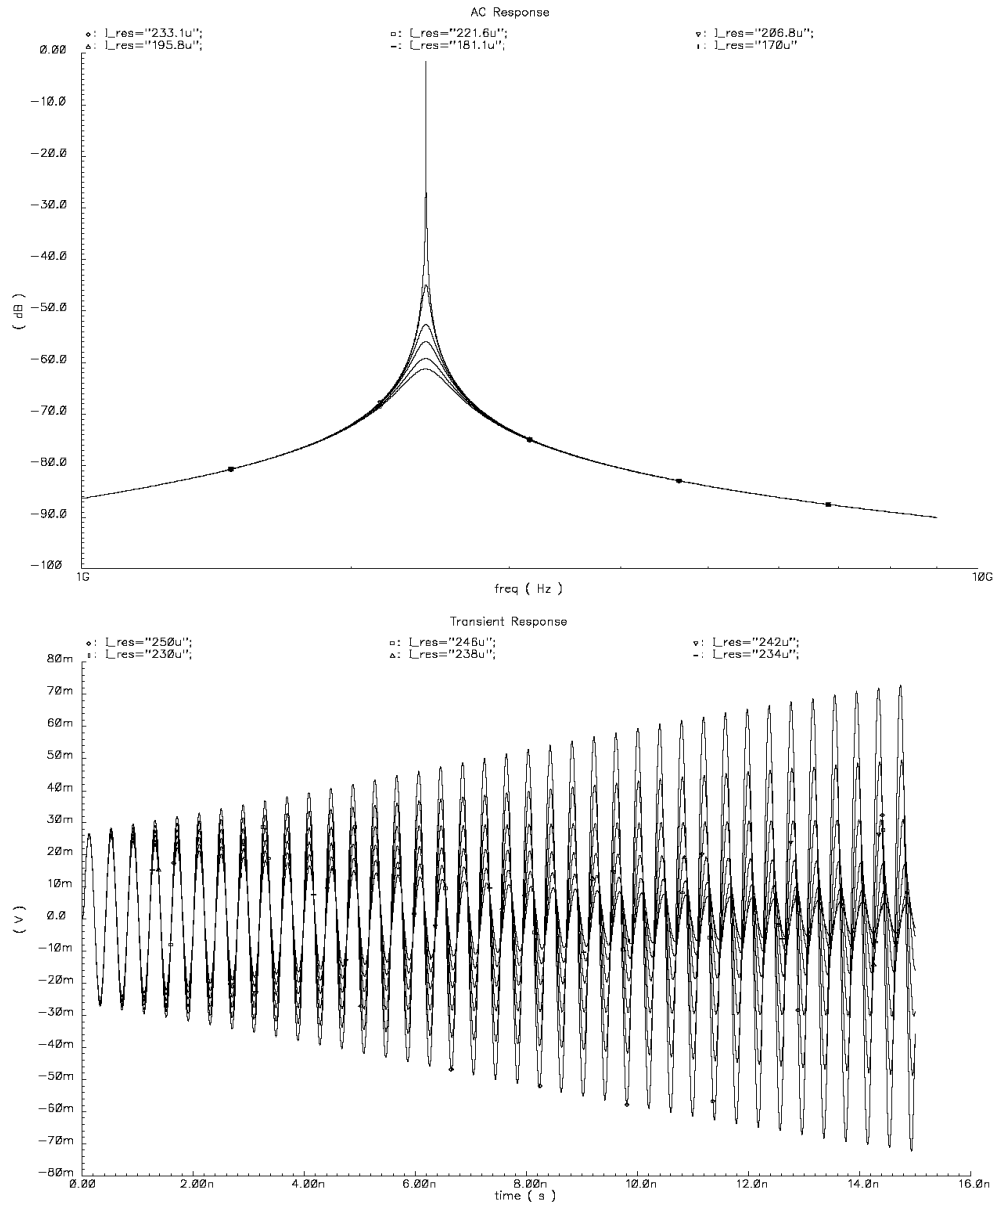 AC Response
◇: I_res="233.1u"; □: I_res="221.6u"; ▽: I_res="206.8u";
△: I_res="195.8u"; −: I_res="181.1u"; ı: I_res="170u"
0.00
−10.0
−20.0
−30.0
−40.0
−50.0
−60.0
−70.0
−80.0
−90.0
−100
( dB )
1G 10G
freq ( Hz )
Transient Response
◇: I_res="250u"; □: I_res="246u"; ▽: I_res="242u";
ı: I_res="230u"; △: I_res="238u"; −: I_res="234u";
80m
70m
60m
50m
40m
30m
20m
10m
0.0
−10m
−20m
−30m
−40m
−50m
−60m
−70m
−80m
( V )
0.00 2.00n 4.00n 6.00n 8.00n 10.0n 12.0n 14.0n 16.0n
time ( s )